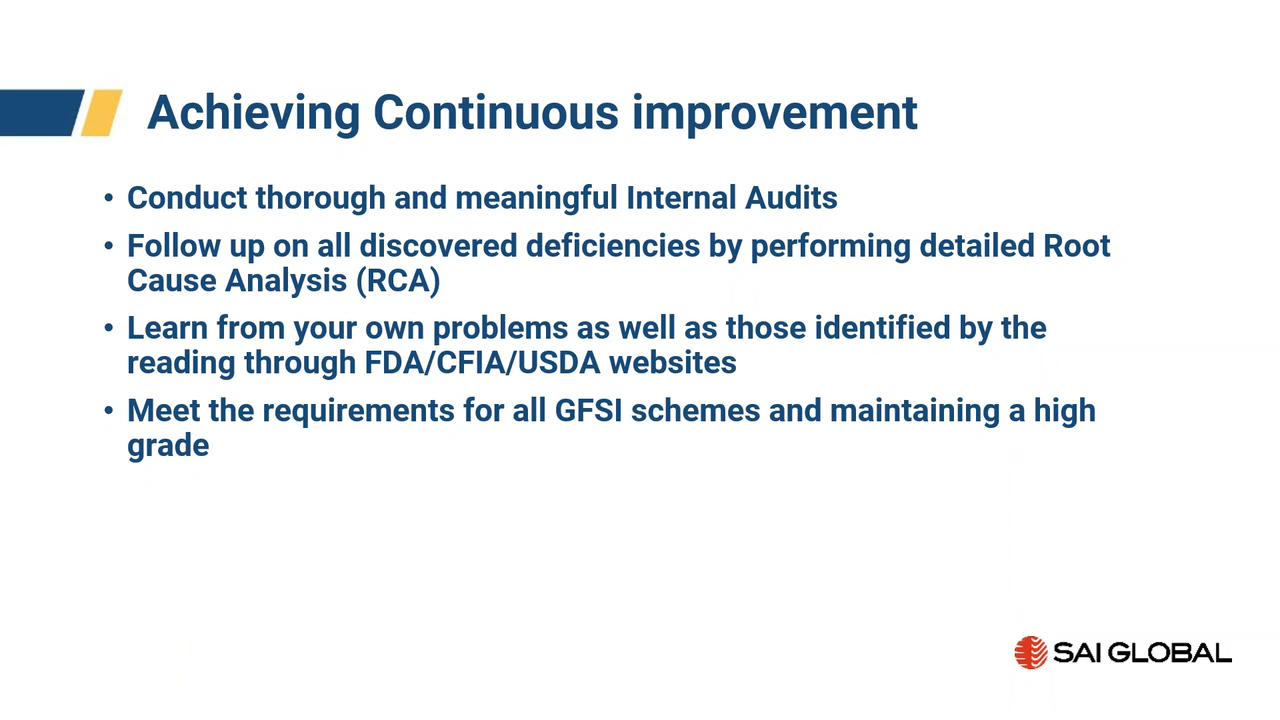 Achieving Continuous improvement
• Conduct thorough and meaningful Internal Audits
• Follow up on all discovered deficiencies by performing detailed Root
Cause Analysis (RCA)
• Learn from your own problems as well as those identified by the
reading through FDA/CFIA/USDA websites
• Meet the requirements for all GFSI schemes and maintaining a high
grade
SAI GLOBAL